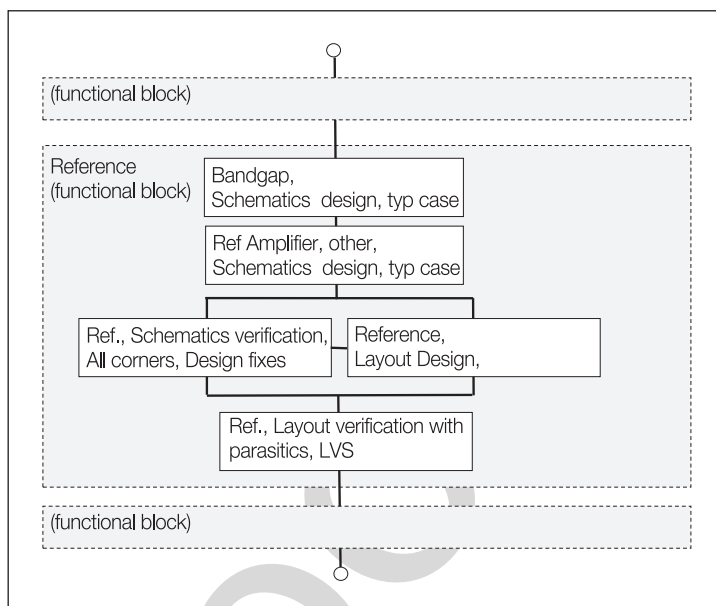 (functional block)
Reference
(functional block)
Bandgap,
Schematics design, typ case
Ref Amplifier, other,
Schematics design, typ case
Ref., Schematics verification,
All corners, Design fixes
Reference,
Layout Design,
Ref., Layout verification with
parasitics, LVS
(functional block)